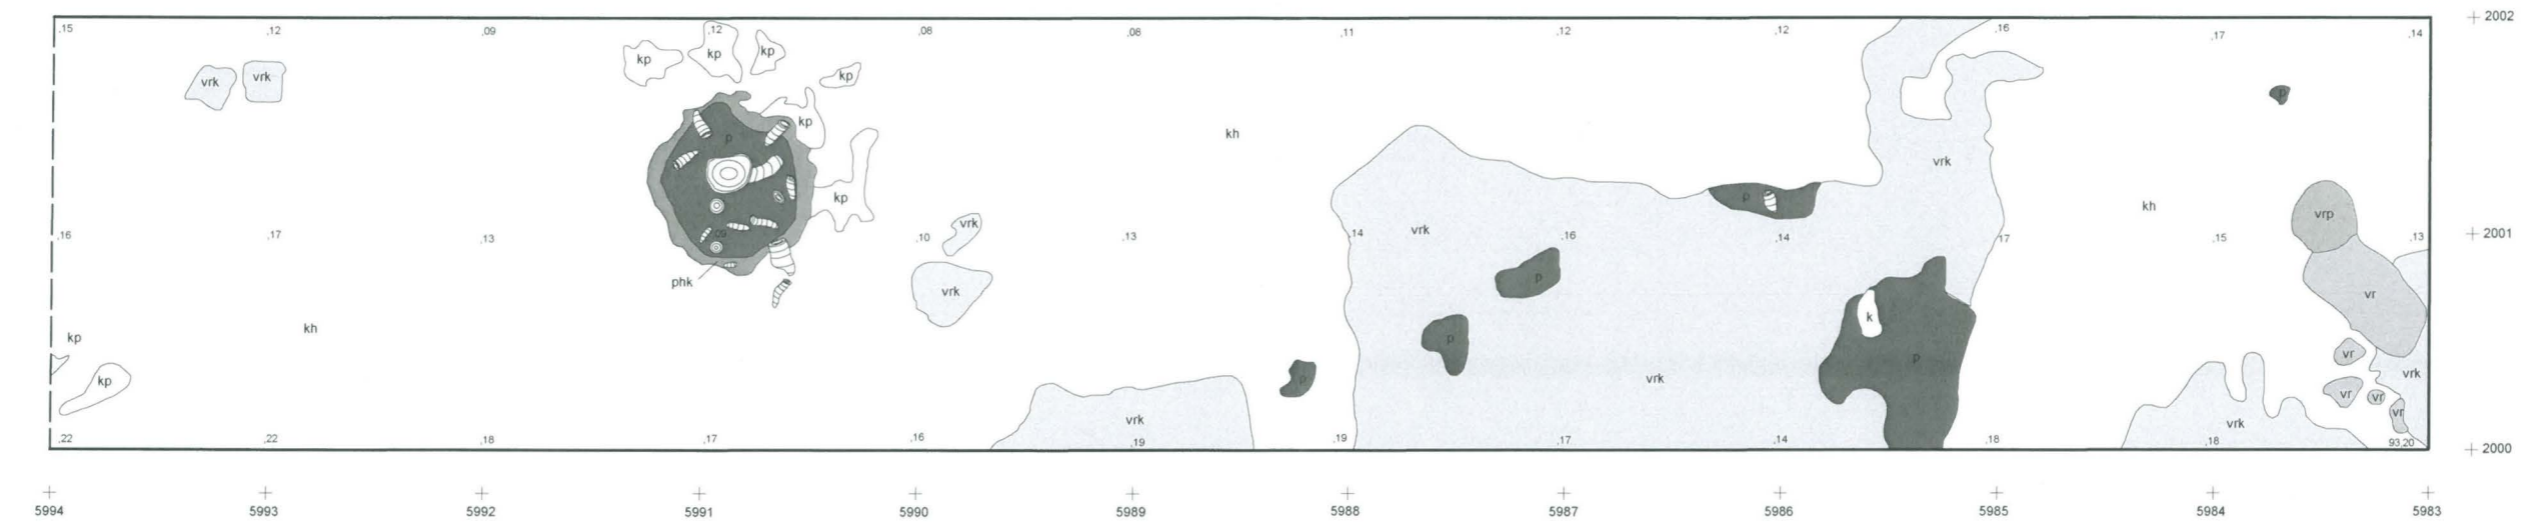 ,15 ,12 ,09 ,12 ,08 ,08 ,11 ,12 ,12 ,16 ,17 ,14 2002
kp kp kp kp
vrk vrk
p
kp
kh
p
vrk
kp
p
kh
vrp
vrk
vrk
,16 ,17 ,13 cs ,10 ,13 ,14 ,16 ,14 ,17 ,15 ,13 2001
phk
vrk
p
vr
k
kh
kp
p
p
vr
kp
p
vrk
vrk
vr
vr
vr
vrk
vrk
,22 ,22 ,18 ,17 ,16 ,19 ,19 ,17 ,14 ,18 ,18 93,20 2000
5994 5993 5992 5991 5990 5989 5988 5987 5986 5985 5984 5983